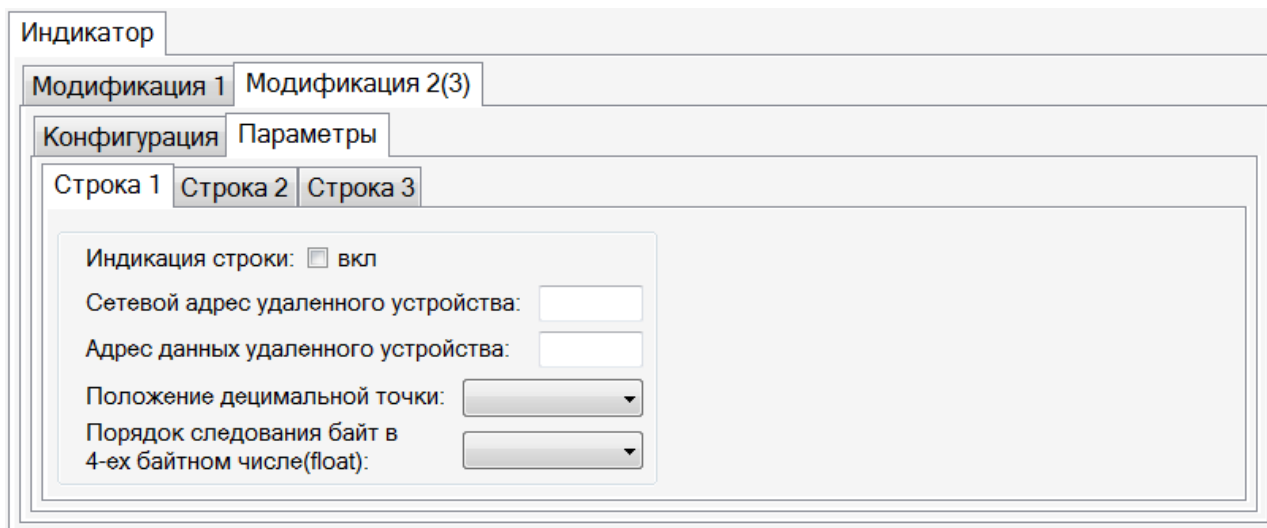 Индикатор
Модификация 1 Модификация 2(3)
Конфигурация Параметры
Строка 1 Строка 2 Строка 3
Индикация строки: вкл
Сетевой адрес удаленного устройства:
Адрес данных удаленного устройства:
Положение децимальной точки:
Порядок следования байт в
4-ех байтном числе(float):